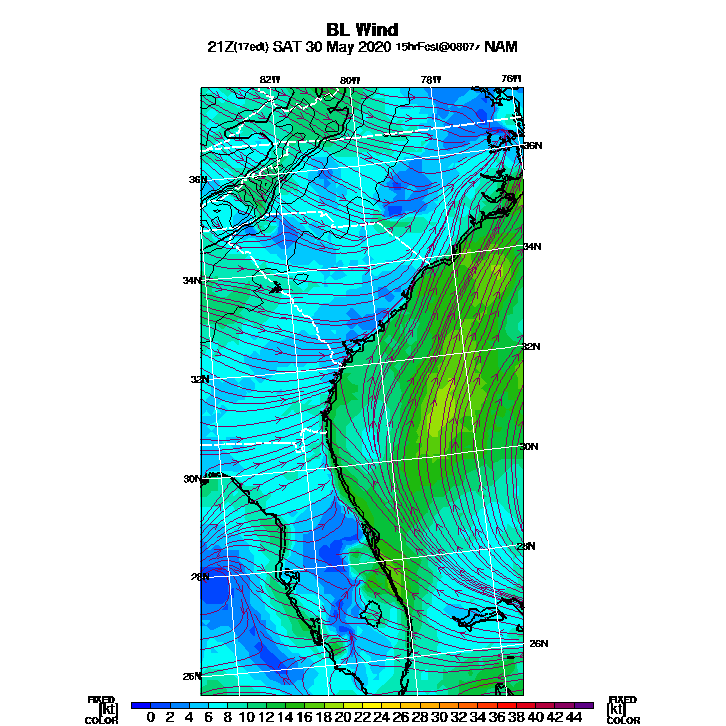 BL Wind
21Z(17edt) SAT 30 May 2020 15hrFcst@0807z NAM
82W 80W 78W 76W
36N
36N
34N
34N
32N
32N
30N
30N
28N
28N
26N
26N
FIXED FIXED
[kt] 0 2 4 6 8 10 12 14 16 18 20 22 24 26 28 30 32 34 36 38 40 42 44 [kt]
COLOR COLOR